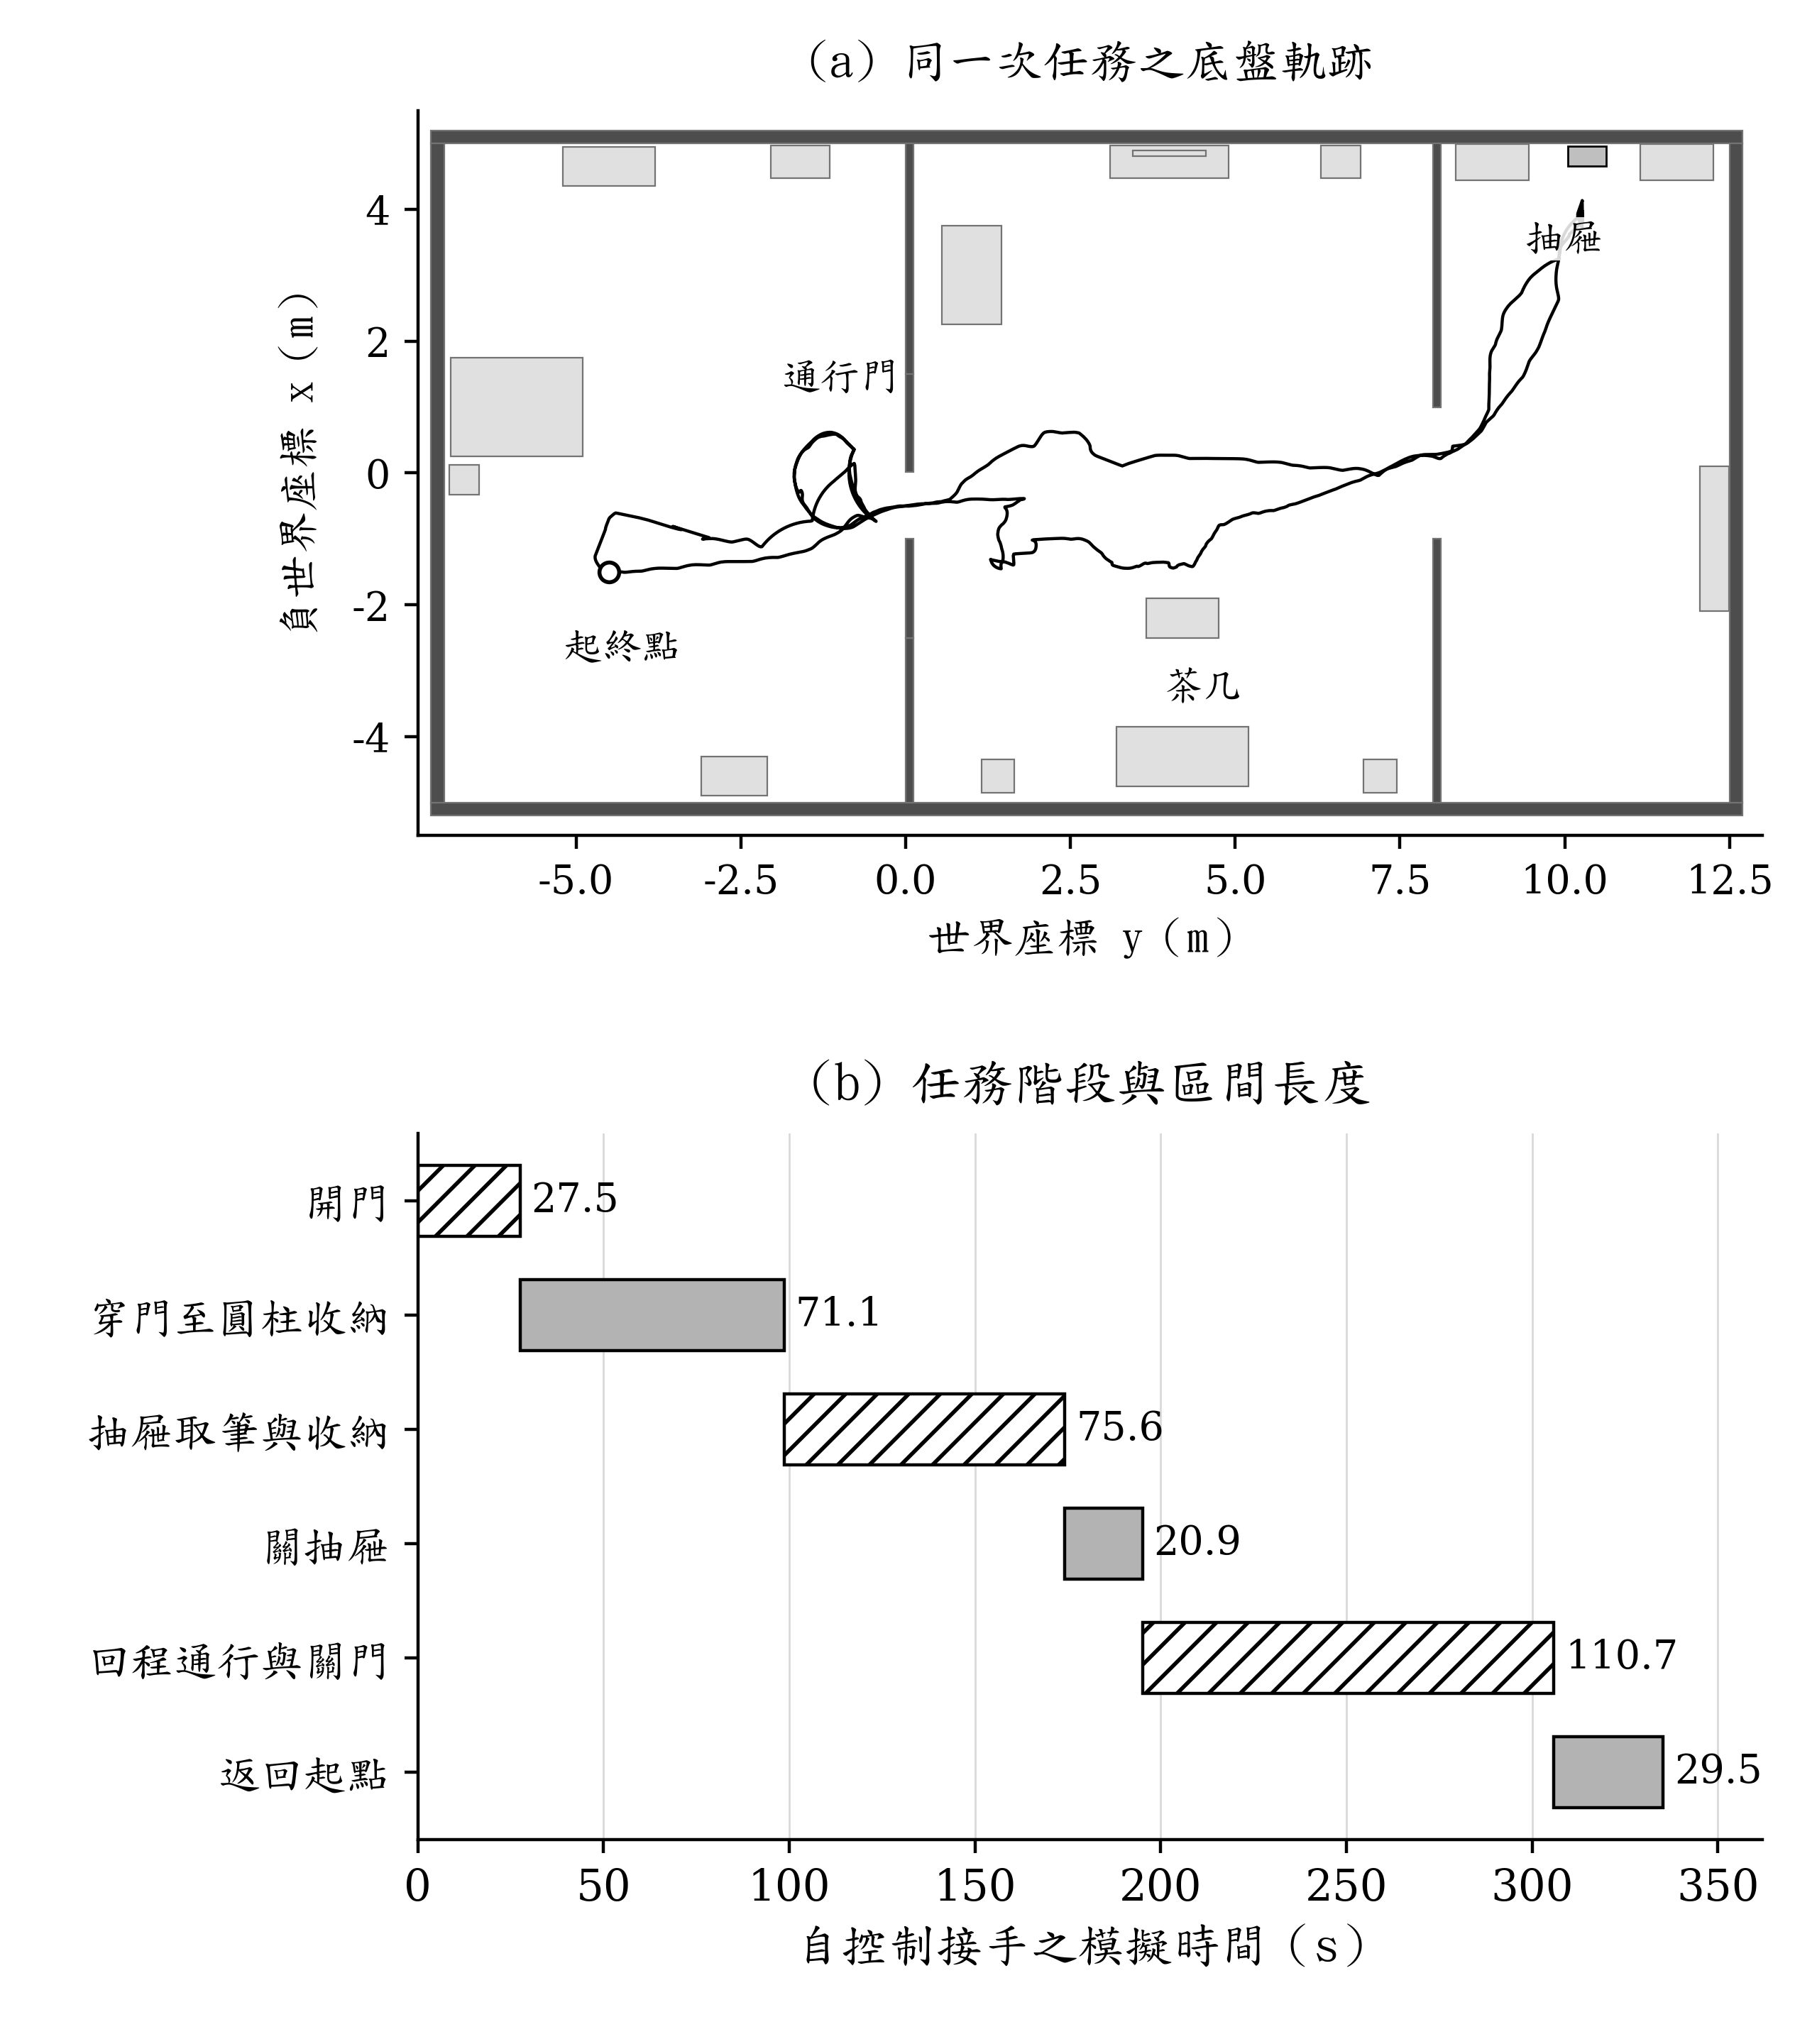 (a) 同一次任務之底盤軌跡
負世界座標 x (m)
4
2
0
-2
-4
抽屜
通行門
起終點
茶几
-5.0 -2.5 0.0 2.5 5.0 7.5 10.0 12.5
世界座標 y (m)
(b) 任務階段與區間長度
開門 27.5
穿門至圓柱收納 71.1
抽屜取筆與收納 75.6
關抽屜 20.9
回程通行與關門 110.7
返回起點 29.5
0 50 100 150 200 250 300 350
自控制接手之模擬時間 (s)